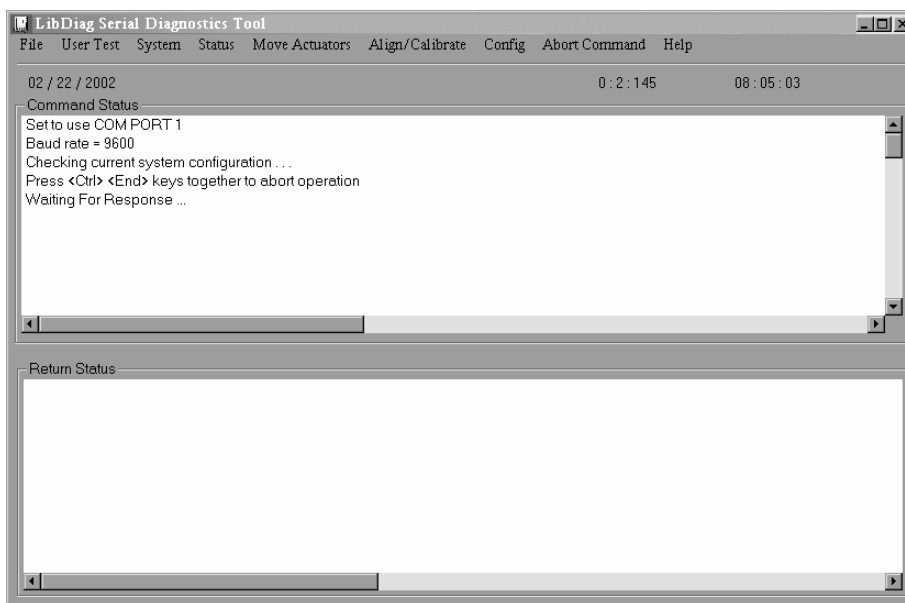 LibDiag Serial Diagnostics Tool
File User Test System Status Move Actuators Align/Calibrate Config Abort Command Help
02 / 22 / 2002 0 : 2 : 145 08 : 05 : 03
Command Status
Set to use COM PORT 1
Baud rate = 9600
Checking current system configuration . . .
Press <Ctrl> <End> keys together to abort operation
Waiting For Response ...
Return Status